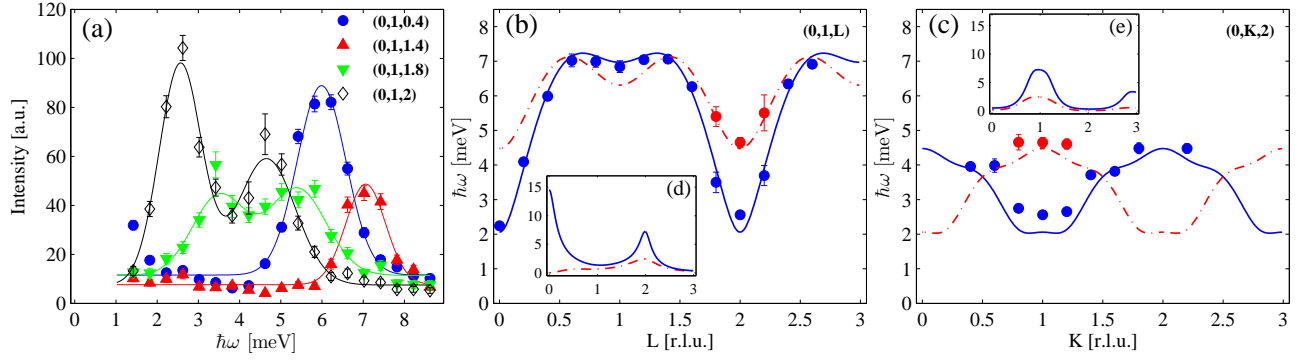 (a)
(0,1,0.4)
(0,1,1.4)
(0,1,1.8)
(0,1,2)
Intensity [a.u.]
120
100
80
60
40
20
0
0 1 2 3 4 5 6 7 8
ħω [meV]
(b)
(0,1,L)
ħω [meV]
8
7
6
5
4
3
2
1
0
0 0.5 1 1.5 2 2.5 3
L [r.l.u.]
(d)
15
10
5
0
0 1 2 3
(c)
(0,K,2)
ħω [meV]
8
7
6
5
4
3
2
1
0
0 0.5 1 1.5 2 2.5 3
K [r.l.u.]
(e)
15
10
5
0
0 1 2 3